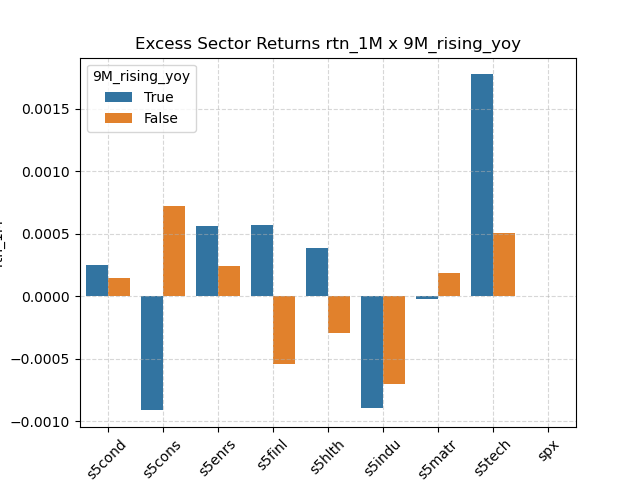 Excess Sector Returns rtn_1M x 9M_rising_yoy
9M_rising_yoy
True
False
0.0015
0.0010
0.0005
0.0000
−0.0005
−0.0010
s5cond
s5cons
s5enrs
s5finl
s5hlth
s5indu
s5matr
s5tech
spx